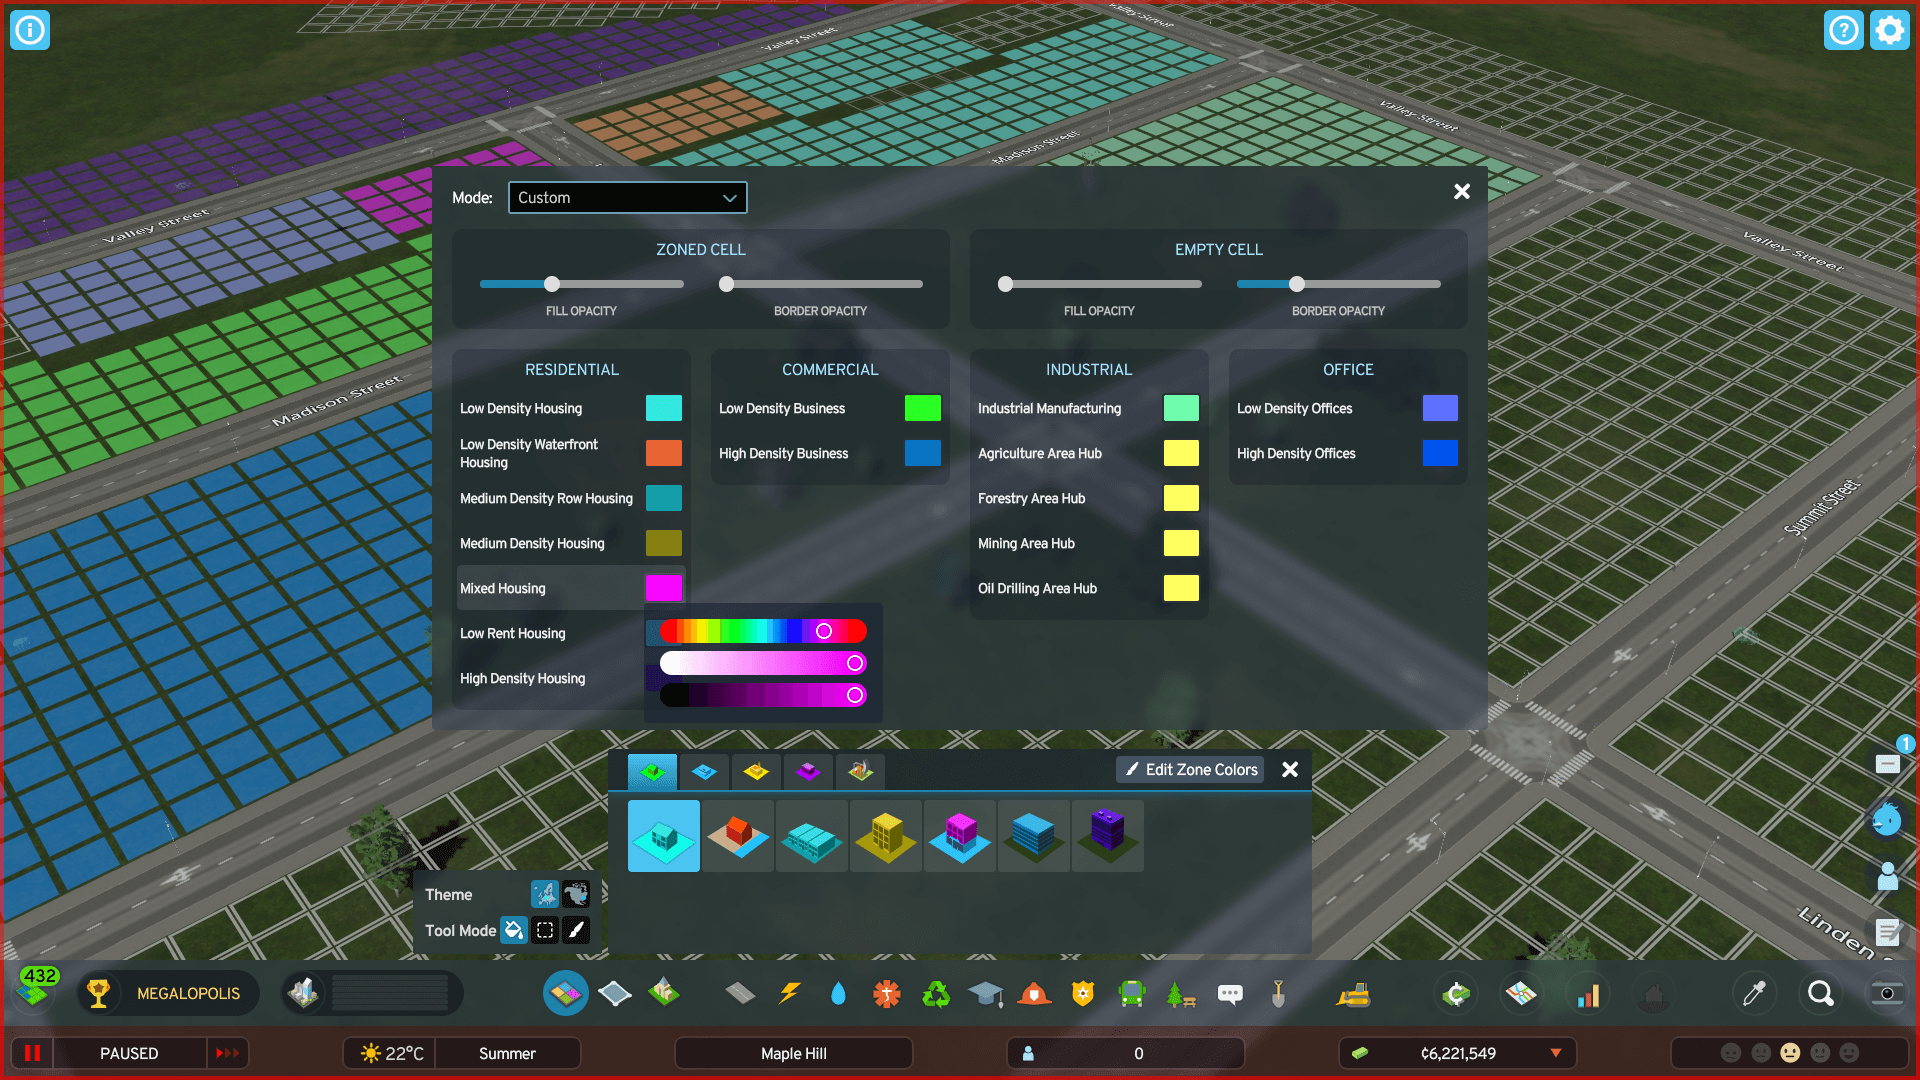 Valley Street
Valley Street
Valley Street
Madison Street
Valley Street
Valley Street
Madison Street
Summit Street
Linden
Mode: Custom
ZONED CELL
FILL OPACITY
BORDER OPACITY
EMPTY CELL
FILL OPACITY
BORDER OPACITY
RESIDENTIAL
Low Density Housing
Low Density Waterfront
Housing
Medium Density Row Housing
Medium Density Housing
Mixed Housing
Low Rent Housing
High Density Housing
COMMERCIAL
Low Density Business
High Density Business
INDUSTRIAL
Industrial Manufacturing
Agriculture Area Hub
Forestry Area Hub
Mining Area Hub
Oil Drilling Area Hub
OFFICE
Low Density Offices
High Density Offices
Edit Zone Colors
Theme
Tool Mode
1
432
MEGALOPOLIS
PAUSED
22°C
Summer
Maple Hill
0
¢6,221,549